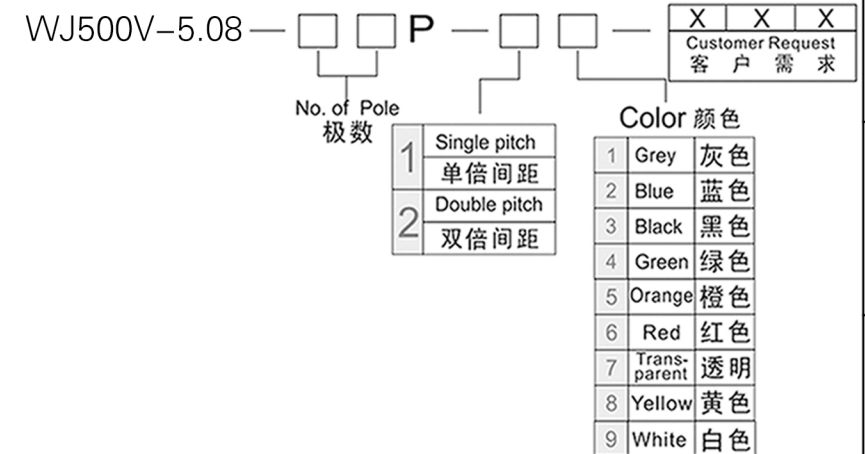 WJ500V-5.08 — □ □ P — □ □ — X X X
Customer Request
客户需求
No. of Pole
极数
1 Single pitch
单倍间距
2 Double pitch
双倍间距
Color 颜色
1 Grey 灰色
2 Blue 蓝色
3 Black 黑色
4 Green 绿色
5 Orange 橙色
6 Red 红色
7 Trans-
parent 透明
8 Yellow 黄色
9 White 白色